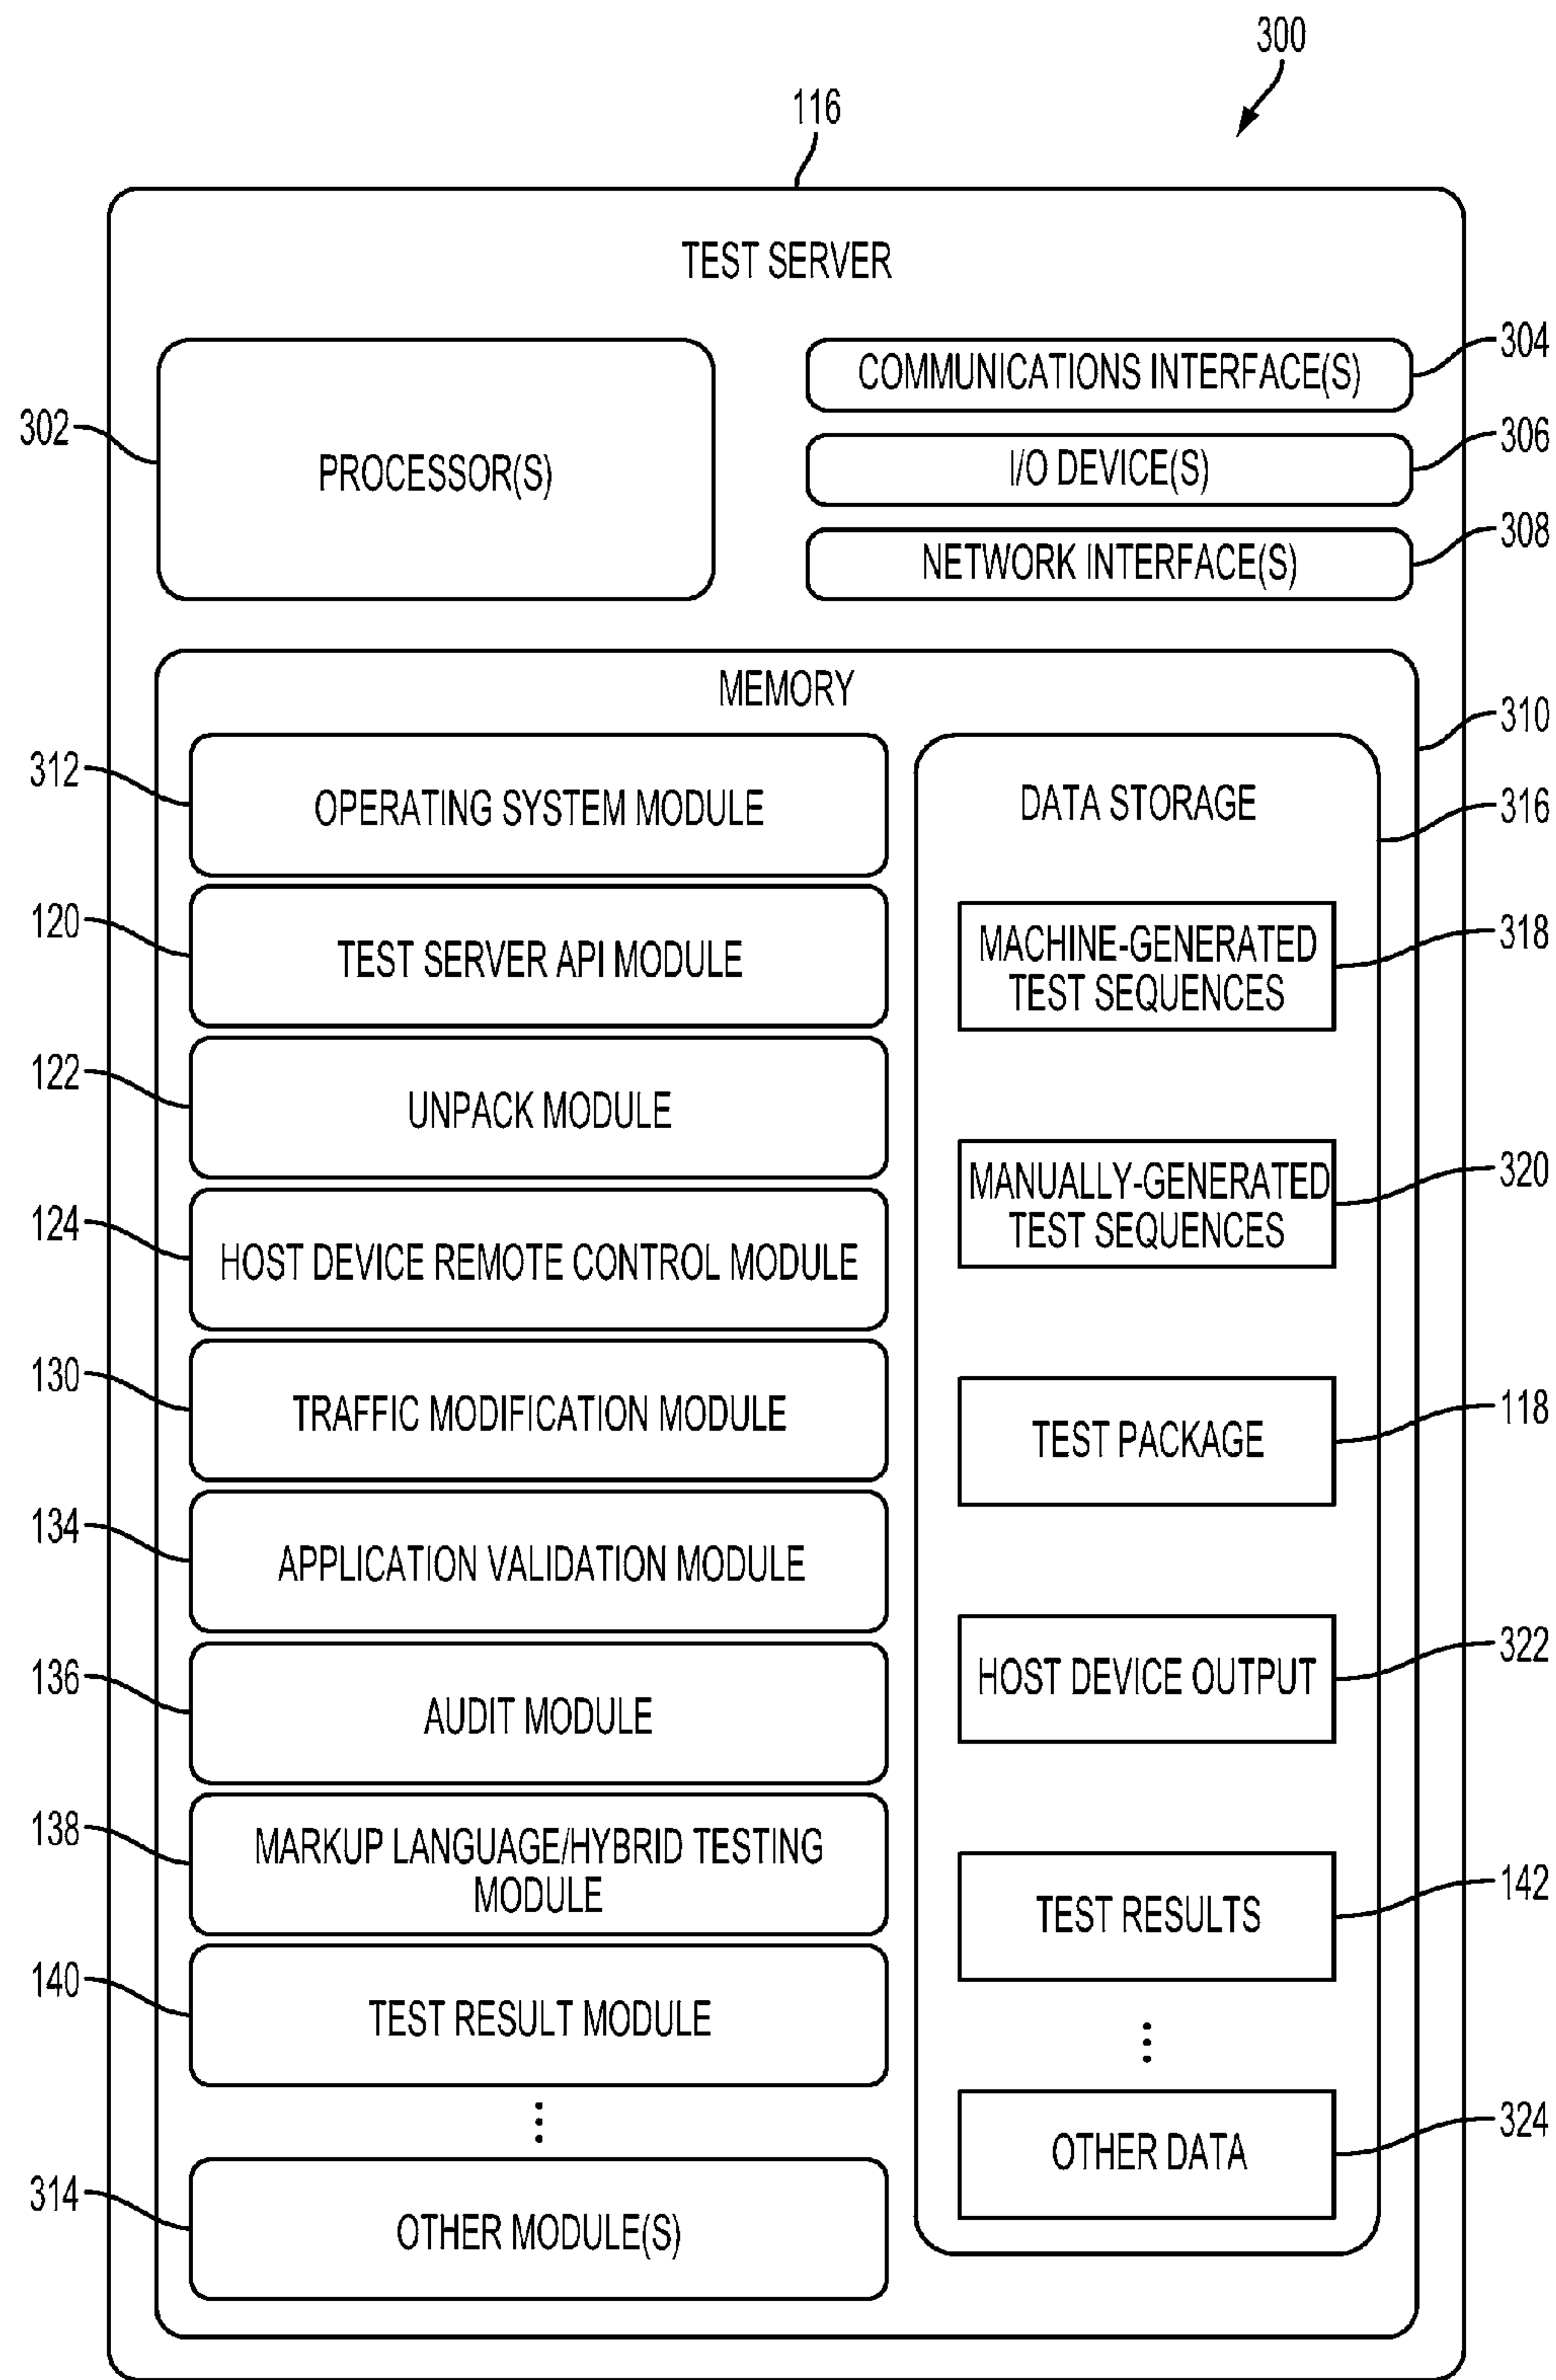 300
116
TEST SERVER
302
PROCESSOR(S)
COMMUNICATIONS INTERFACE(S)
304
I/O DEVICE(S)
306
NETWORK INTERFACE(S)
308
MEMORY
310
312
OPERATING SYSTEM MODULE
120
TEST SERVER API MODULE
122
UNPACK MODULE
124
HOST DEVICE REMOTE CONTROL MODULE
130
TRAFFIC MODIFICATION MODULE
134
APPLICATION VALIDATION MODULE
136
AUDIT MODULE
138
MARKUP LANGUAGE/HYBRID TESTING
MODULE
140
TEST RESULT MODULE
314
OTHER MODULE(S)
DATA STORAGE
316
MACHINE-GENERATED
TEST SEQUENCES
318
MANUALLY-GENERATED
TEST SEQUENCES
320
TEST PACKAGE
118
HOST DEVICE OUTPUT
322
TEST RESULTS
142
OTHER DATA
324